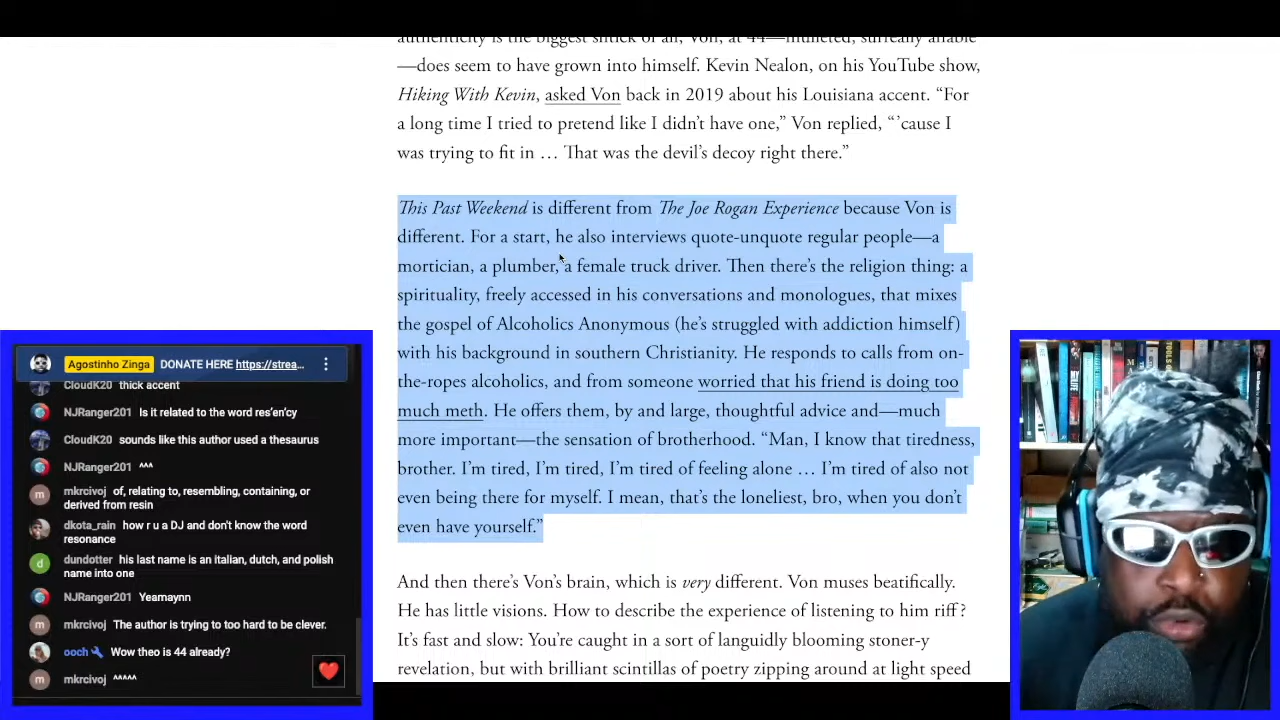 authenticity is the biggest shtick of all, Von, at 44—mulleted, surreally affable
—does seem to have grown into himself. Kevin Nealon, on his YouTube show,
Hiking With Kevin, asked Von back in 2019 about his Louisiana accent. “For
a long time I tried to pretend like I didn’t have one,” Von replied, “’cause I
was trying to fit in … That was the devil’s decoy right there.”
This Past Weekend is different from The Joe Rogan Experience because Von is
different. For a start, he also interviews quote-unquote regular people—a
mortician, a plumber, a female truck driver. Then there’s the religion thing: a
spirituality, freely accessed in his conversations and monologues, that mixes
the gospel of Alcoholics Anonymous (he’s struggled with addiction himself)
with his background in southern Christianity. He responds to calls from on-
the-ropes alcoholics, and from someone worried that his friend is doing too
much meth. He offers them, by and large, thoughtful advice and—much
more important—the sensation of brotherhood. “Man, I know that tiredness,
brother. I’m tired, I’m tired, I’m tired of feeling alone … I’m tired of also not
even being there for myself. I mean, that’s the loneliest, bro, when you don’t
even have yourself.”
And then there’s Von’s brain, which is very different. Von muses beatifically.
He has little visions. How to describe the experience of listening to him riff?
It’s fast and slow: You’re caught in a sort of languidly blooming stoner-y
revelation, but with brilliant scintillas of poetry zipping around at light speed
Agostinho Zinga DONATE HERE https://strea...
CloudK20 thick accent
NJRanger201 Is it related to the word res'en'cy
CloudK20 sounds like this author used a thesaurus
NJRanger201 ^^^
mkrcivoj of, relating to, resembling, containing, or
derived from resin
dkota_rain how r u a DJ and don't know the word
resonance
dundotter his last name is an italian, dutch, and polish
name into one
NJRanger201 Yeamaynn
mkrcivoj The author is trying to too hard to be clever.
ooch Wow theo is 44 already?
mkrcivoj ^^^^^